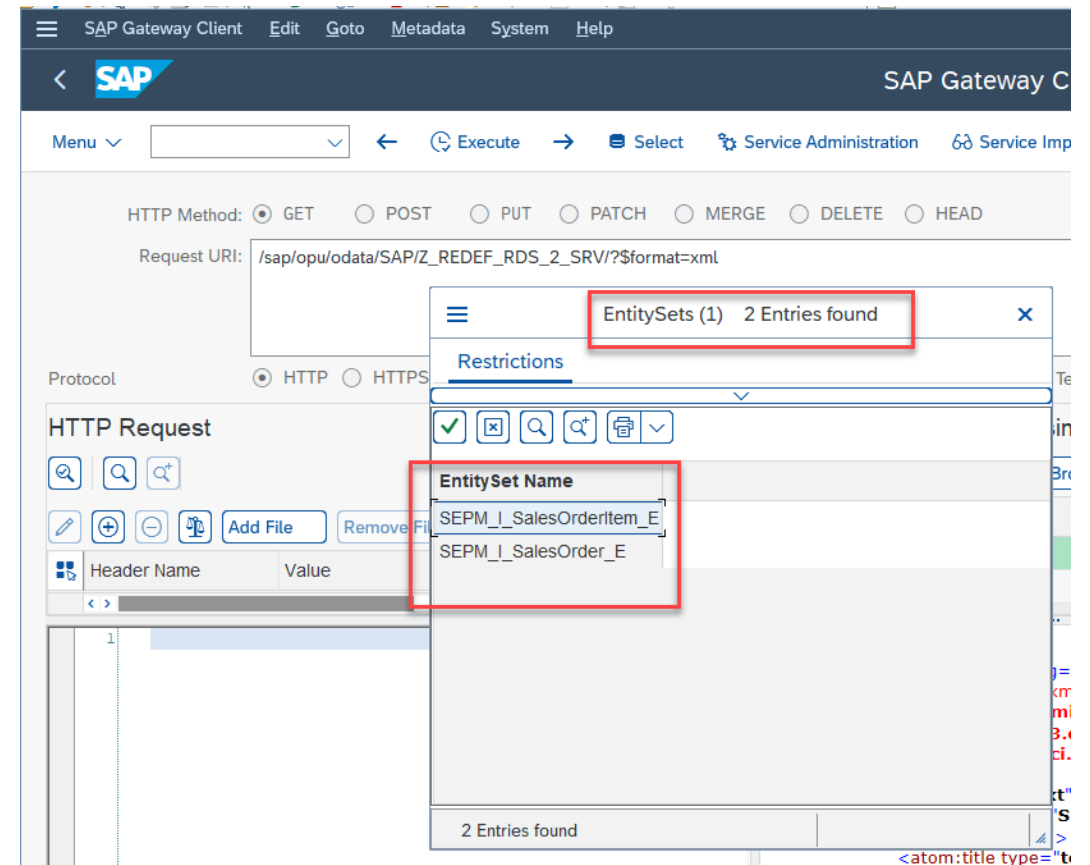 SAP Gateway Client Edit Goto Metadata System Help
SAP
SAP Gateway C
Menu Execute Select Service Administration Service Imp
HTTP Method: GET POST PUT PATCH MERGE DELETE HEAD
Request URI: /sap/opu/odata/SAP/Z_REDEF_RDS_2_SRV/?$format=xml
EntitySets (1) 2 Entries found
Restrictions
Protocol HTTP HTTPS
HTTP Request
EntitySet Name
SEPM_I_SalesOrderItem_E
Add File Remove Fi
SEPM_I_SalesOrder_E
Header Name Value
1
2 Entries found
<atom:title type="te